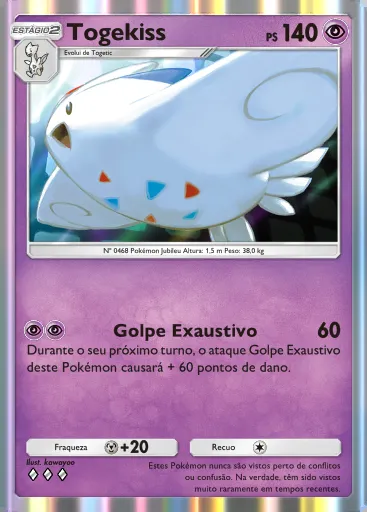 ESTÁGIO 2
Togekiss
PS 140
Evolui de Togetic
Nº 0468 Pokémon Jubileu Altura: 1,5 m Peso: 38,0 kg
Golpe Exaustivo 60
Durante o seu próximo turno, o ataque Golpe Exaustivo
deste Pokémon causará + 60 pontos de dano.
Fraqueza +20
Recuo
Ilust. kawayoo
Estes Pokémon nunca são vistos perto de conflitos
ou confusão. Na verdade, têm sido vistos
muito raramente em tempos recentes.